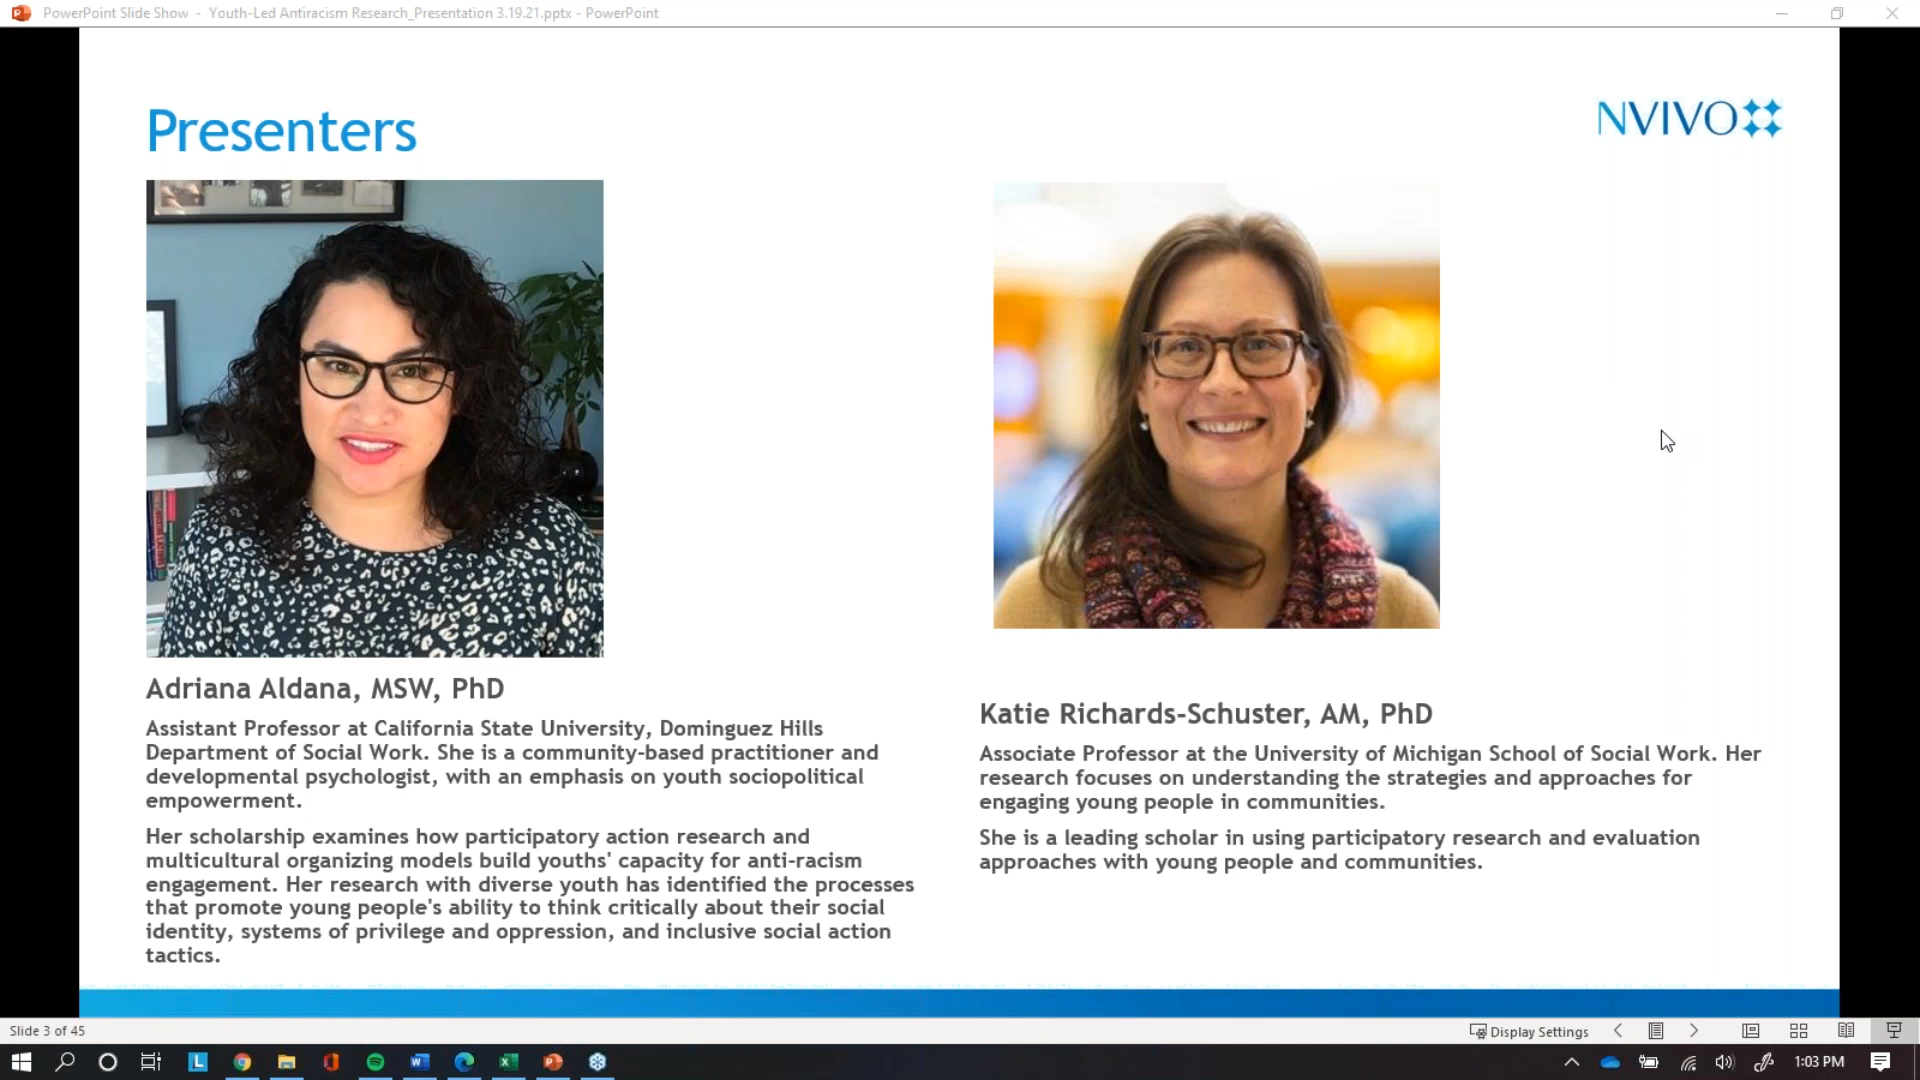 PowerPoint Slide Show - Youth-Led Antiracism Research_Presentation 3.19.21.pptx - PowerPoint
Presenters
NVIVO
Adriana Aldana, MSW, PhD
Assistant Professor at California State University, Dominguez Hills
Department of Social Work. She is a community-based practitioner and
developmental psychologist, with an emphasis on youth sociopolitical
empowerment.
Her scholarship examines how participatory action research and
multicultural organizing models build youths' capacity for anti-racism
engagement. Her research with diverse youth has identified the processes
that promote young people's ability to think critically about their social
identity, systems of privilege and oppression, and inclusive social action
tactics.
Katie Richards-Schuster, AM, PhD
Associate Professor at the University of Michigan School of Social Work. Her
research focuses on understanding the strategies and approaches for
engaging young people in communities.
She is a leading scholar in using participatory research and evaluation
approaches with young people and communities.
Slide 3 of 45
Display Settings
1:03 PM